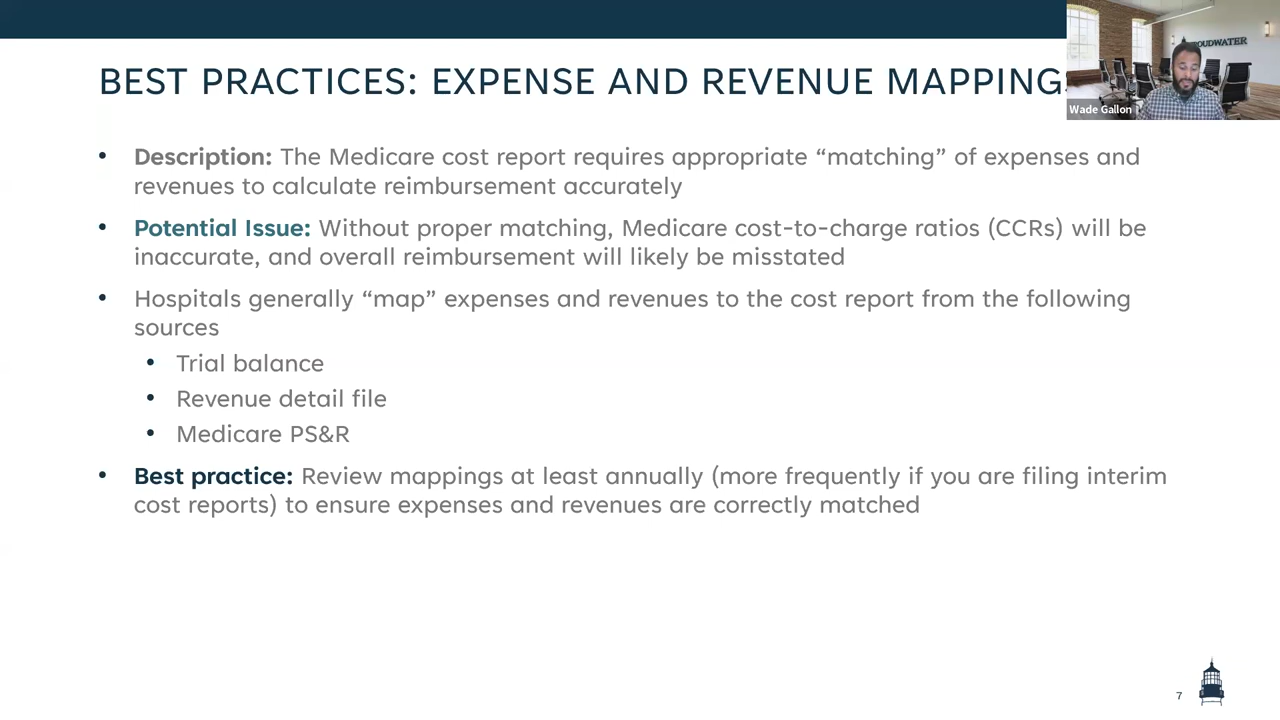 BEST PRACTICES: EXPENSE AND REVENUE MAPPING
Wade Gallon
• Description: The Medicare cost report requires appropriate “matching” of expenses and
revenues to calculate reimbursement accurately
• Potential Issue: Without proper matching, Medicare cost-to-charge ratios (CCRs) will be
inaccurate, and overall reimbursement will likely be misstated
• Hospitals generally “map” expenses and revenues to the cost report from the following
sources
• Trial balance
• Revenue detail file
• Medicare PS&R
• Best practice: Review mappings at least annually (more frequently if you are filing interim
cost reports) to ensure expenses and revenues are correctly matched
7